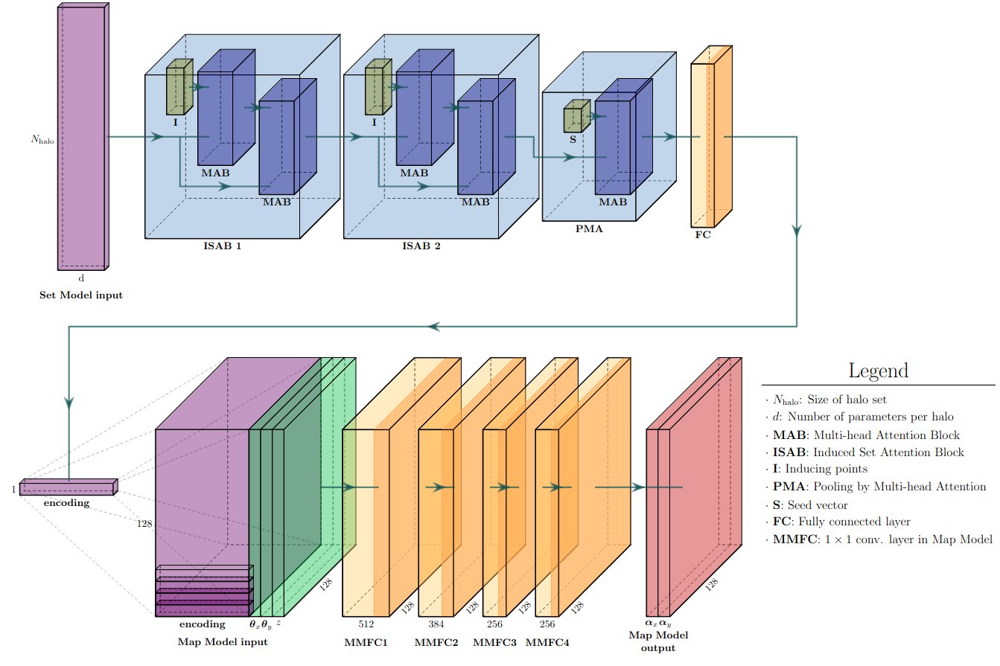 N_halo
d
Set Model input
I
MAB
MAB
ISAB 1
I
MAB
MAB
ISAB 2
S
MAB
PMA
FC
1
encoding
128
encoding
θ_x θ_y z
128
Map Model input
512
128
MMFC1
384
128
MMFC2
256
128
MMFC3
256
128
MMFC4
128
α_x α_y
Map Model
output
Legend
· N_halo: Size of halo set
· d: Number of parameters per halo
· MAB: Multi-head Attention Block
· ISAB: Induced Set Attention Block
· I: Inducing points
· PMA: Pooling by Multi-head Attention
· S: Seed vector
· FC: Fully connected layer
· MMFC: 1 × 1 conv. layer in Map Model